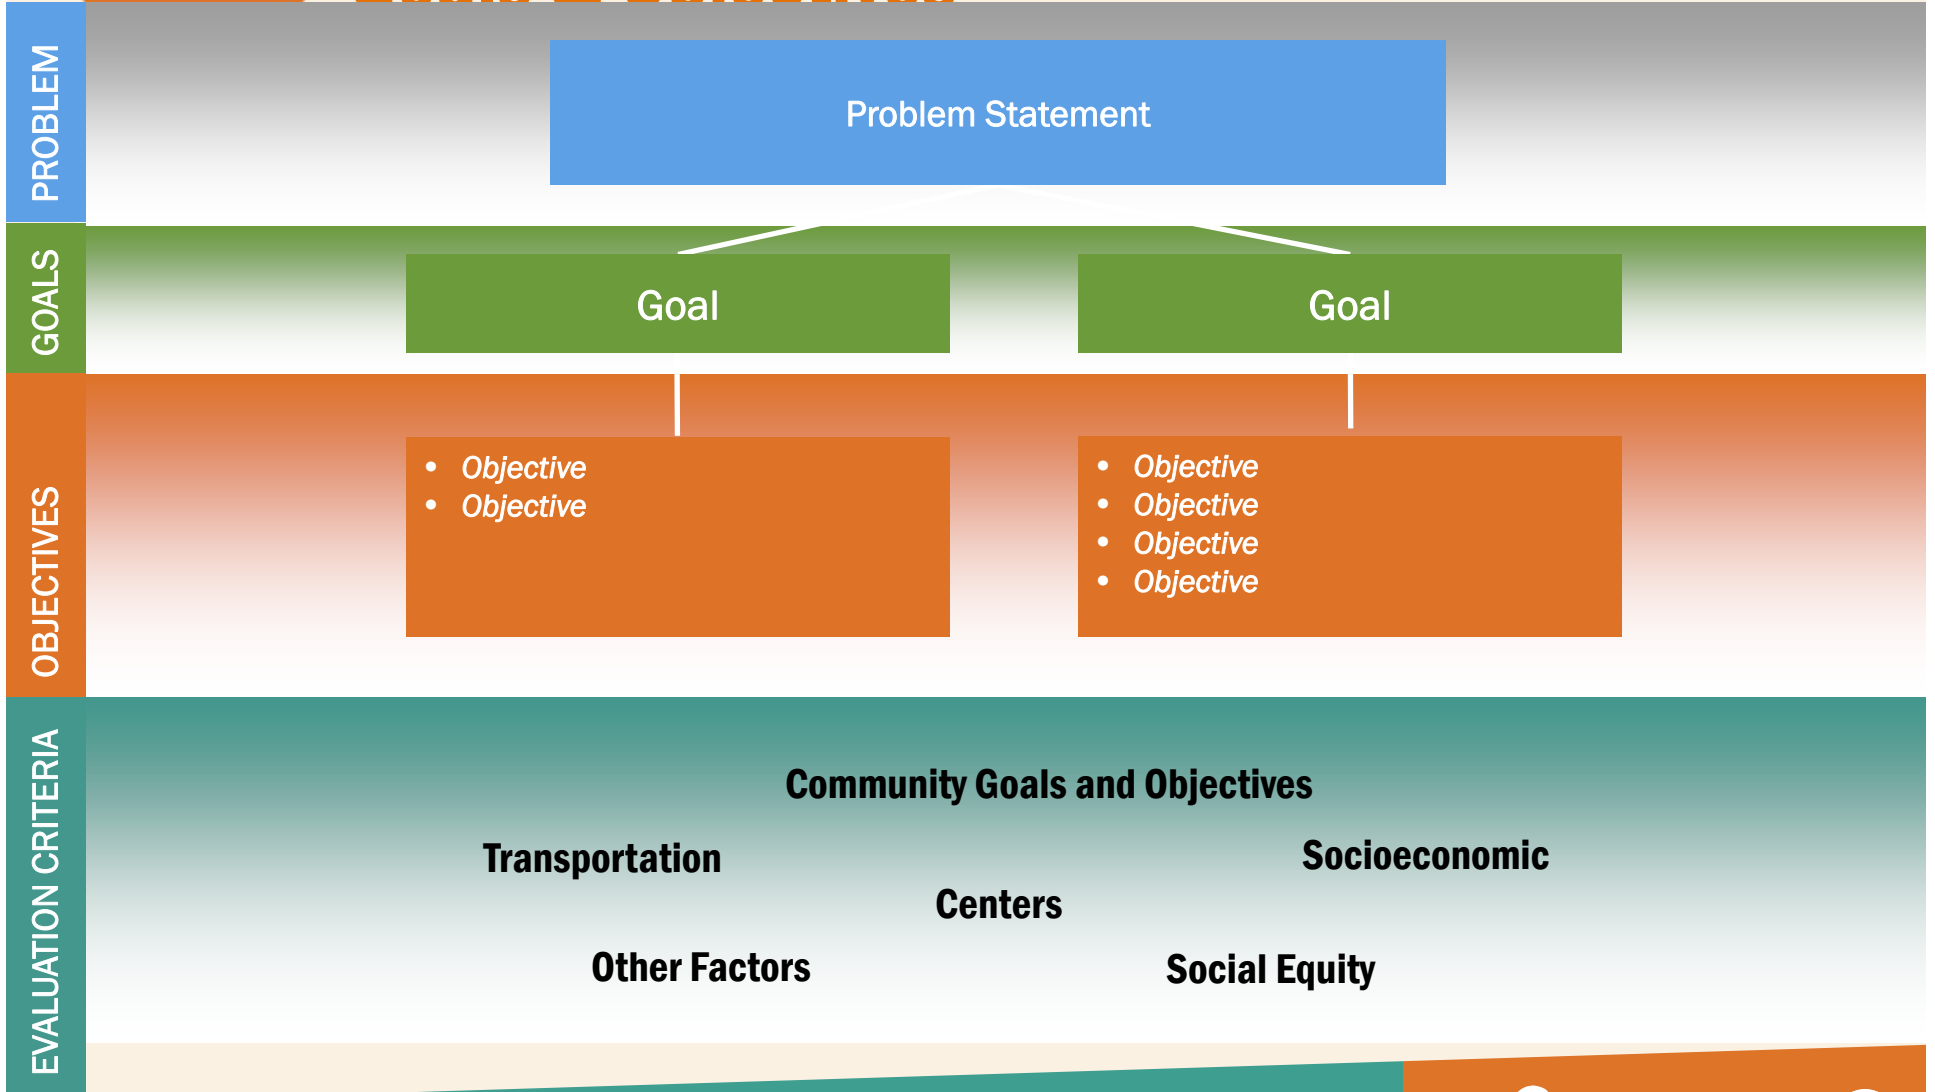 PROBLEM
Problem Statement
GOALS
Goal
Goal
OBJECTIVES
• Objective
• Objective
• Objective
• Objective
• Objective
• Objective
EVALUATION CRITERIA
Community Goals and Objectives
Transportation
Socioeconomic
Centers
Other Factors
Social Equity